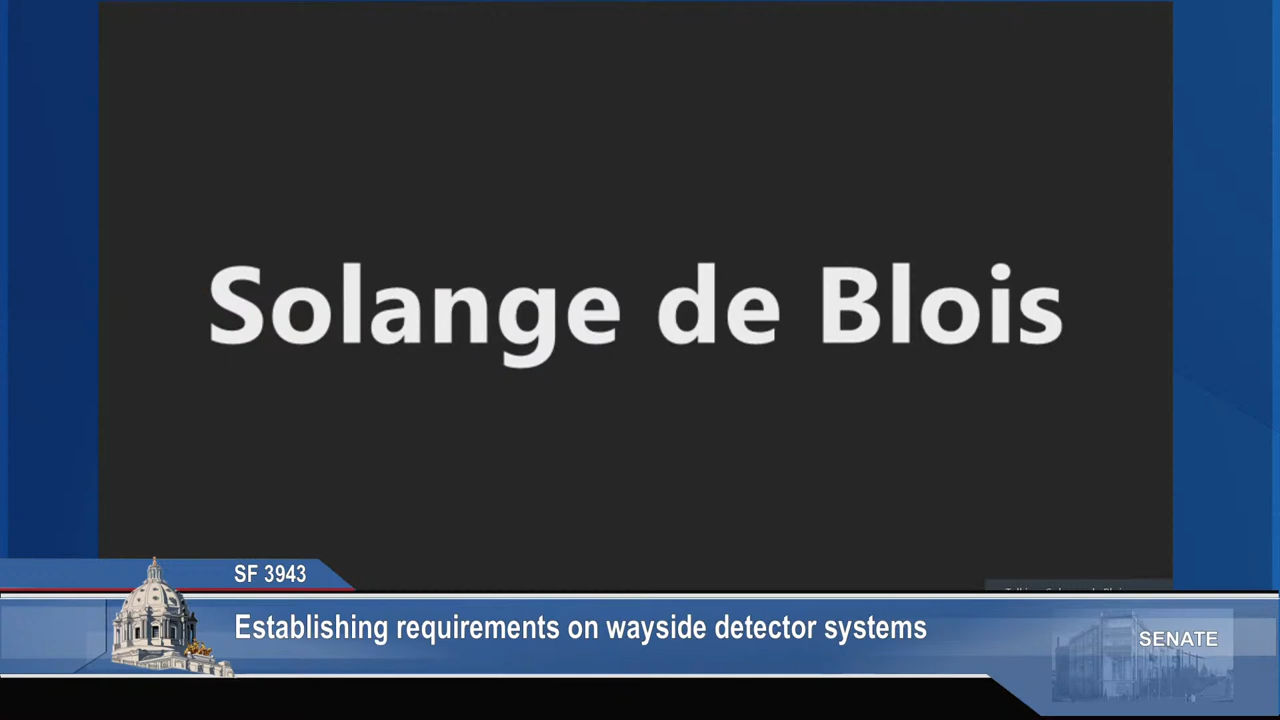 Solange de Blois
SF 3943
Establishing requirements on wayside detector systems
SENATE